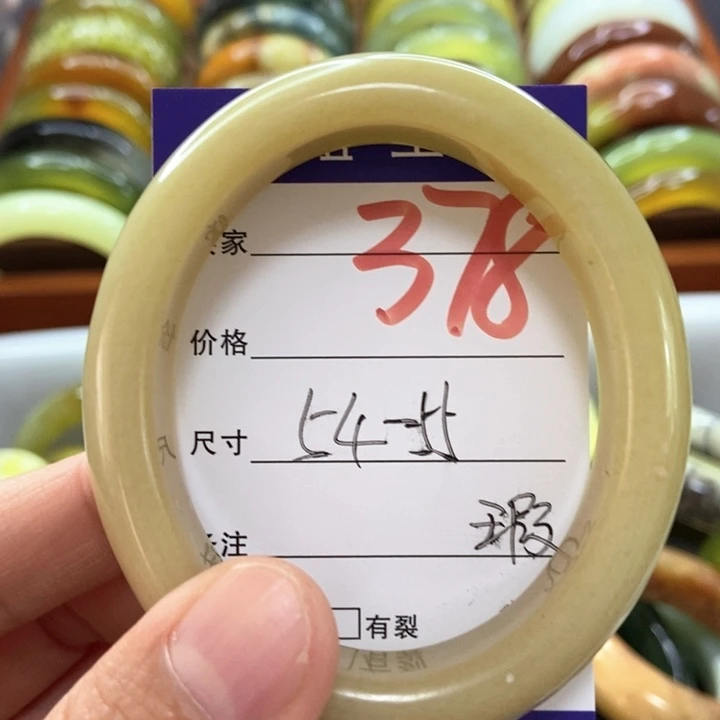 家 378
价格
尺寸 54-55
注 瑕
有裂